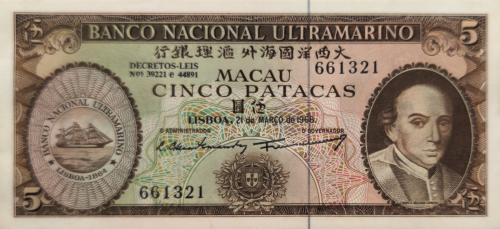 5 BANCO NACIONAL ULTRAMARINO 伍
行銀理滙外海國洋西大
DECRETOS-LEIS
Nos 39221 e 44891
MACAU
661321
CINCO PATACAS
圓伍
LISBOA, 21 de MARÇO de 1968.
O ADMINISTRADOR
O GOVERNADOR
BANCO NACIONAL ULTRAMARINO
LISBOA-1864
661321
5
伍